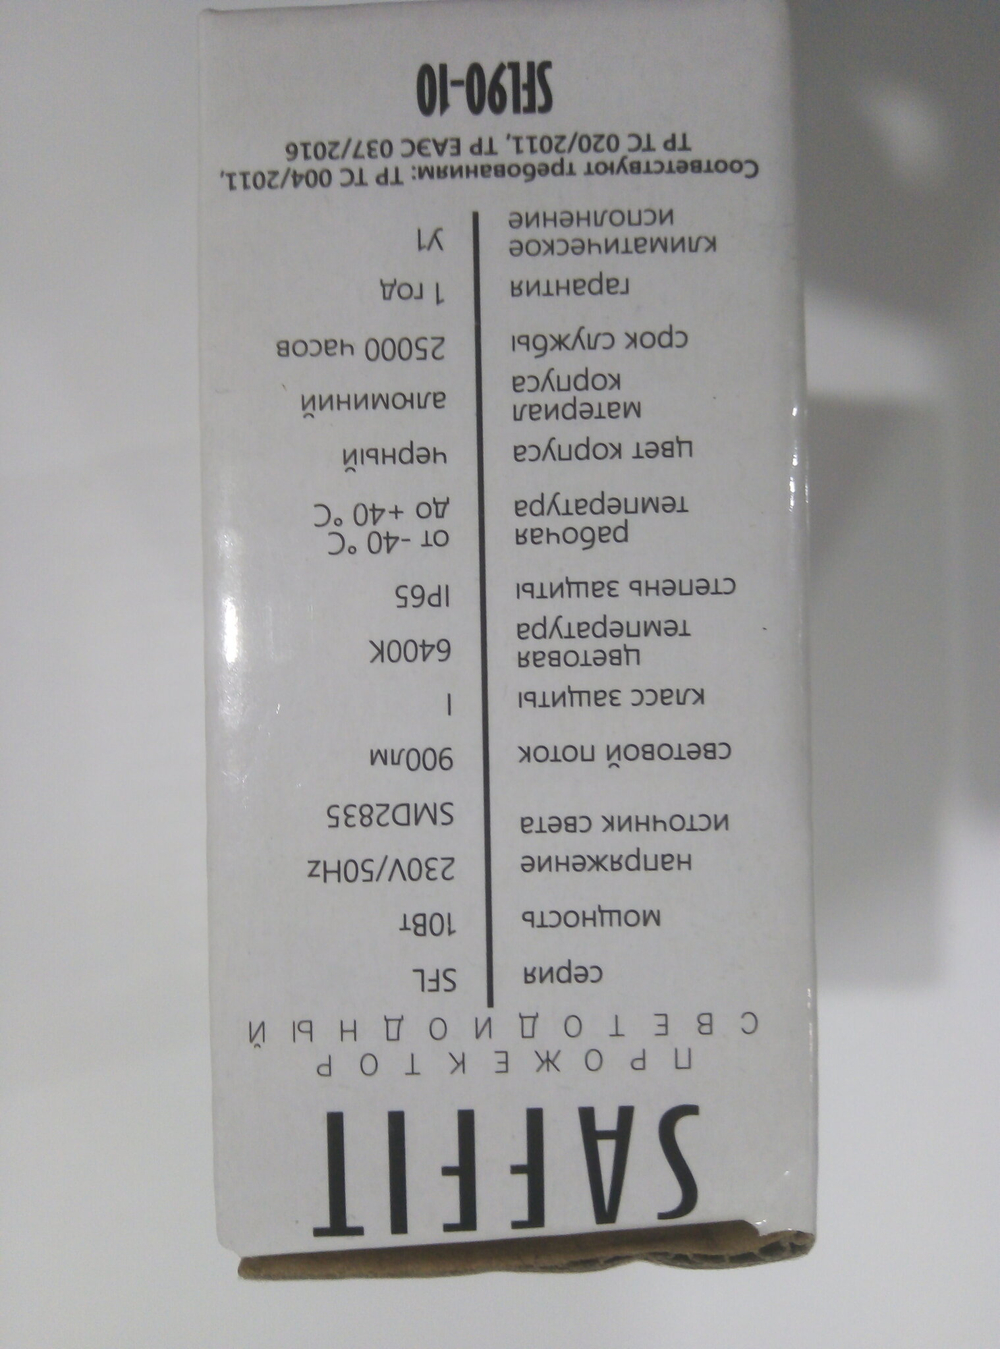 SAFFIT
ПРОЖЕКТОР
СВЕТОДИОДНЫЙ
серия SFL
мощность 10Вт
напряжение 230V/50Hz
источник света SMD2835
световой поток 900лм
класс защиты I
цветовая
температура 6400К
степень защиты IP65
рабочая от -40 °С
температура до +40 °С
цвет корпуса черный
материал
корпуса алюминий
срок службы 25000 часов
гарантия 1 год
климатическое
исполнение У1
Соответствуют требованиям: ТР ТС 004/2011,
ТР ТС 020/2011, ТР ЕАЭС 037/2016
SFL90-10